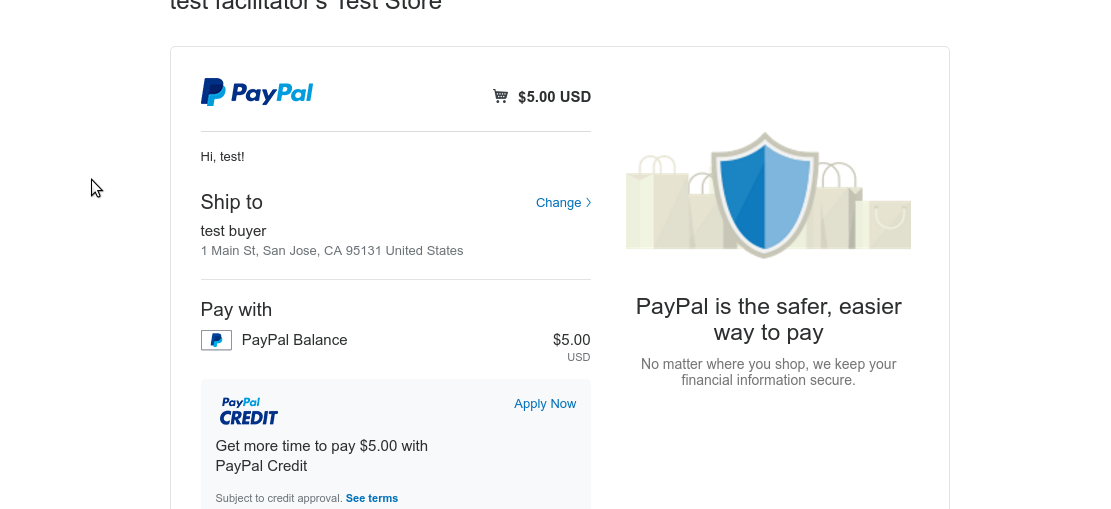 test facilitator's Test Store
PayPal
$5.00 USD
Hi, test!
Ship to
Change
test buyer
1 Main St, San Jose, CA 95131 United States
Pay with
PayPal Balance
$5.00
USD
PayPal
CREDIT
Apply Now
Get more time to pay $5.00 with
PayPal Credit
Subject to credit approval. See terms
PayPal is the safer, easier
way to pay
No matter where you shop, we keep your
financial information secure.